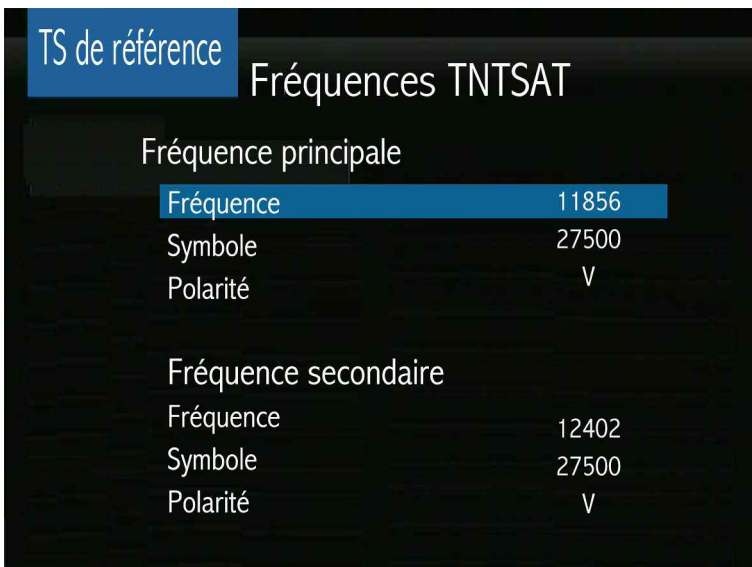 TS de référence
Fréquences TNTSAT
Fréquence principale
Fréquence 11856
Symbole 27500
Polarité V
Fréquence secondaire
Fréquence 12402
Symbole 27500
Polarité V